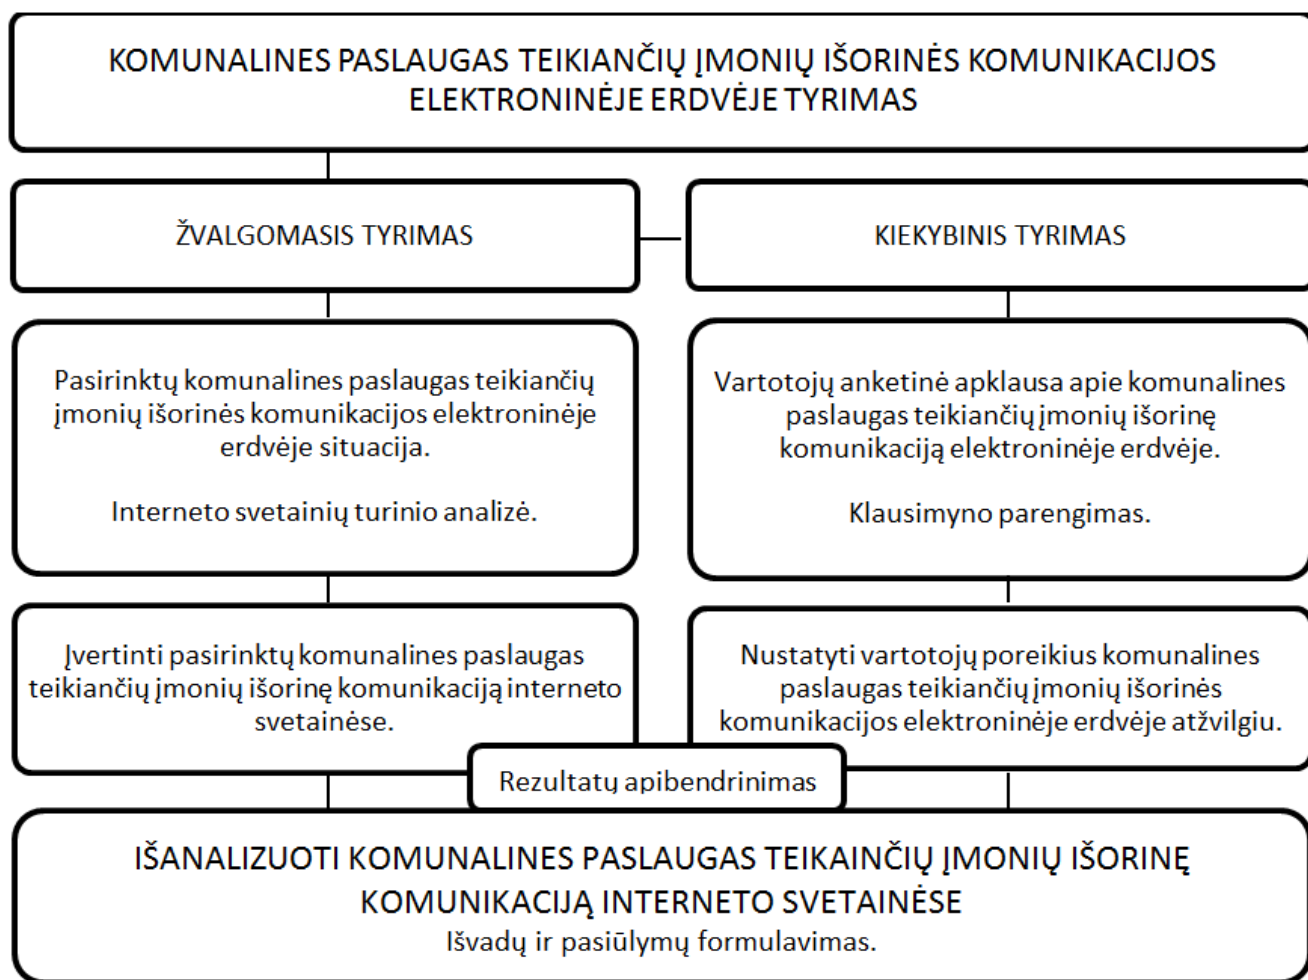 KOMUNALINES PASLAUGAS TEIKIANČIŲ ĮMONIŲ IŠORINĖS KOMUNIKACIJOS
ELEKTRONINĖJE ERDVĖJE TYRIMAS
ŽVALGOMASIS TYRIMAS
KIEKYBINIS TYRIMAS
Pasirinktų komunalines paslaugas teikiančių
įmonių išorinės komunikacijos elektroninėje
erdvėje situacija.
Interneto svetainių turinio analizė.
Vartotojų anketinė apklausa apie komunalines
paslaugas teikiančių įmonių išorinę
komunikaciją elektroninėje erdvėje.
Klausimyno parengimas.
Įvertinti pasirinktų komunalines paslaugas
teikiančių įmonių išorinę komunikaciją interneto
svetainėse.
Nustatyti vartotojų poreikius komunalines
paslaugas teikiančių įmonių išorinės
komunikacijos elektroninėje erdvėje atžvilgiu.
Rezultatų apibendrinimas
IŠANALIZUOTI KOMUNALINES PASLAUGAS TEIKAINČIŲ ĮMONIŲ IŠORINĘ
KOMUNIKACIJĄ INTERNETO SVETAINĖSE
Išvadų ir pasiūlymų formulavimas.